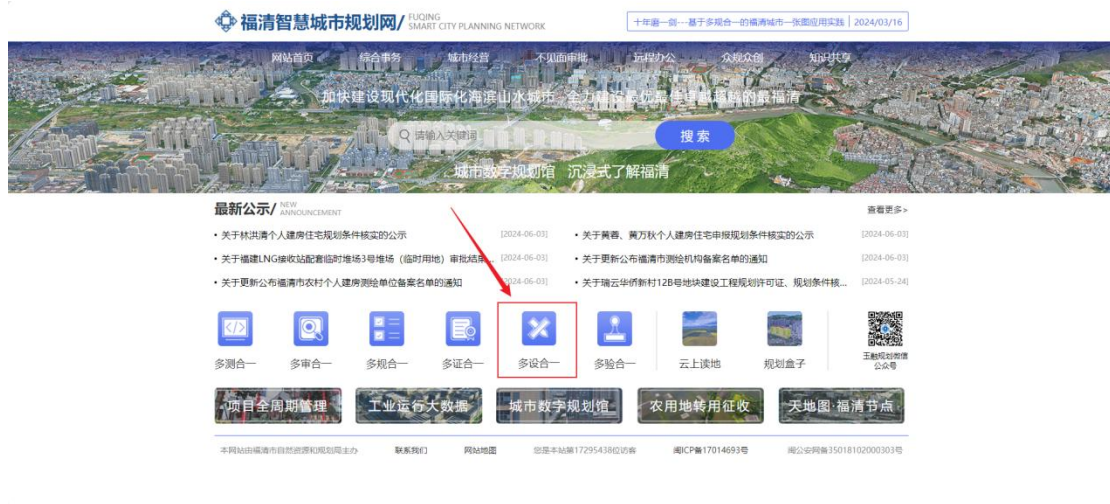 福清智慧城市规划网/ FUQING
SMART CITY PLANNING NETWORK
十年磨一剑---基于多规合一的福清城市一张图应用实践 | 2024/03/16
网站首页 综合事务 城市经营 不见面审批 远程办公 众规众创 知识共享
加快建设现代化国际化海滨山水城市
请输入关键词 搜索
城市数字规划馆 沉浸式了解福清
最新公示/ NEW
ANNOUNCEMENT
查看更多>
• 关于林洪清个人建房住宅规划条件核实的公示 [2024-06-03]
• 关于黄善、黄万秋个人建房住宅申报规划条件核实的公示 [2024-06-03]
• 关于福建LNG接收站配套临时堆场3号堆场（临时用地）审批结果... [2024-06-03]
• 关于更新公布福清市测绘机构备案名单的通知 [2024-06-03]
• 关于更新公布福清市农村个人建房测绘单位备案名单的通知 [2024-06-03]
• 关于瑞云华侨新村12B号地块建设工程规划许可证、规划条件核... [2024-05-24]
多测合一 多审合一 多规合一 多证合一 多设合一 多验合一 云上读地 规划盒子 玉融规划微信
公众号
项目全周期管理 工业运行大数据 城市数字规划馆 农用地转用征收 天地图·福清节点
本网站由福清市自然资源和规划局主办 联系我们 网站地图 您是本站第17295438位访客 闽ICP备17014693号 闽公安网备35018102000303号